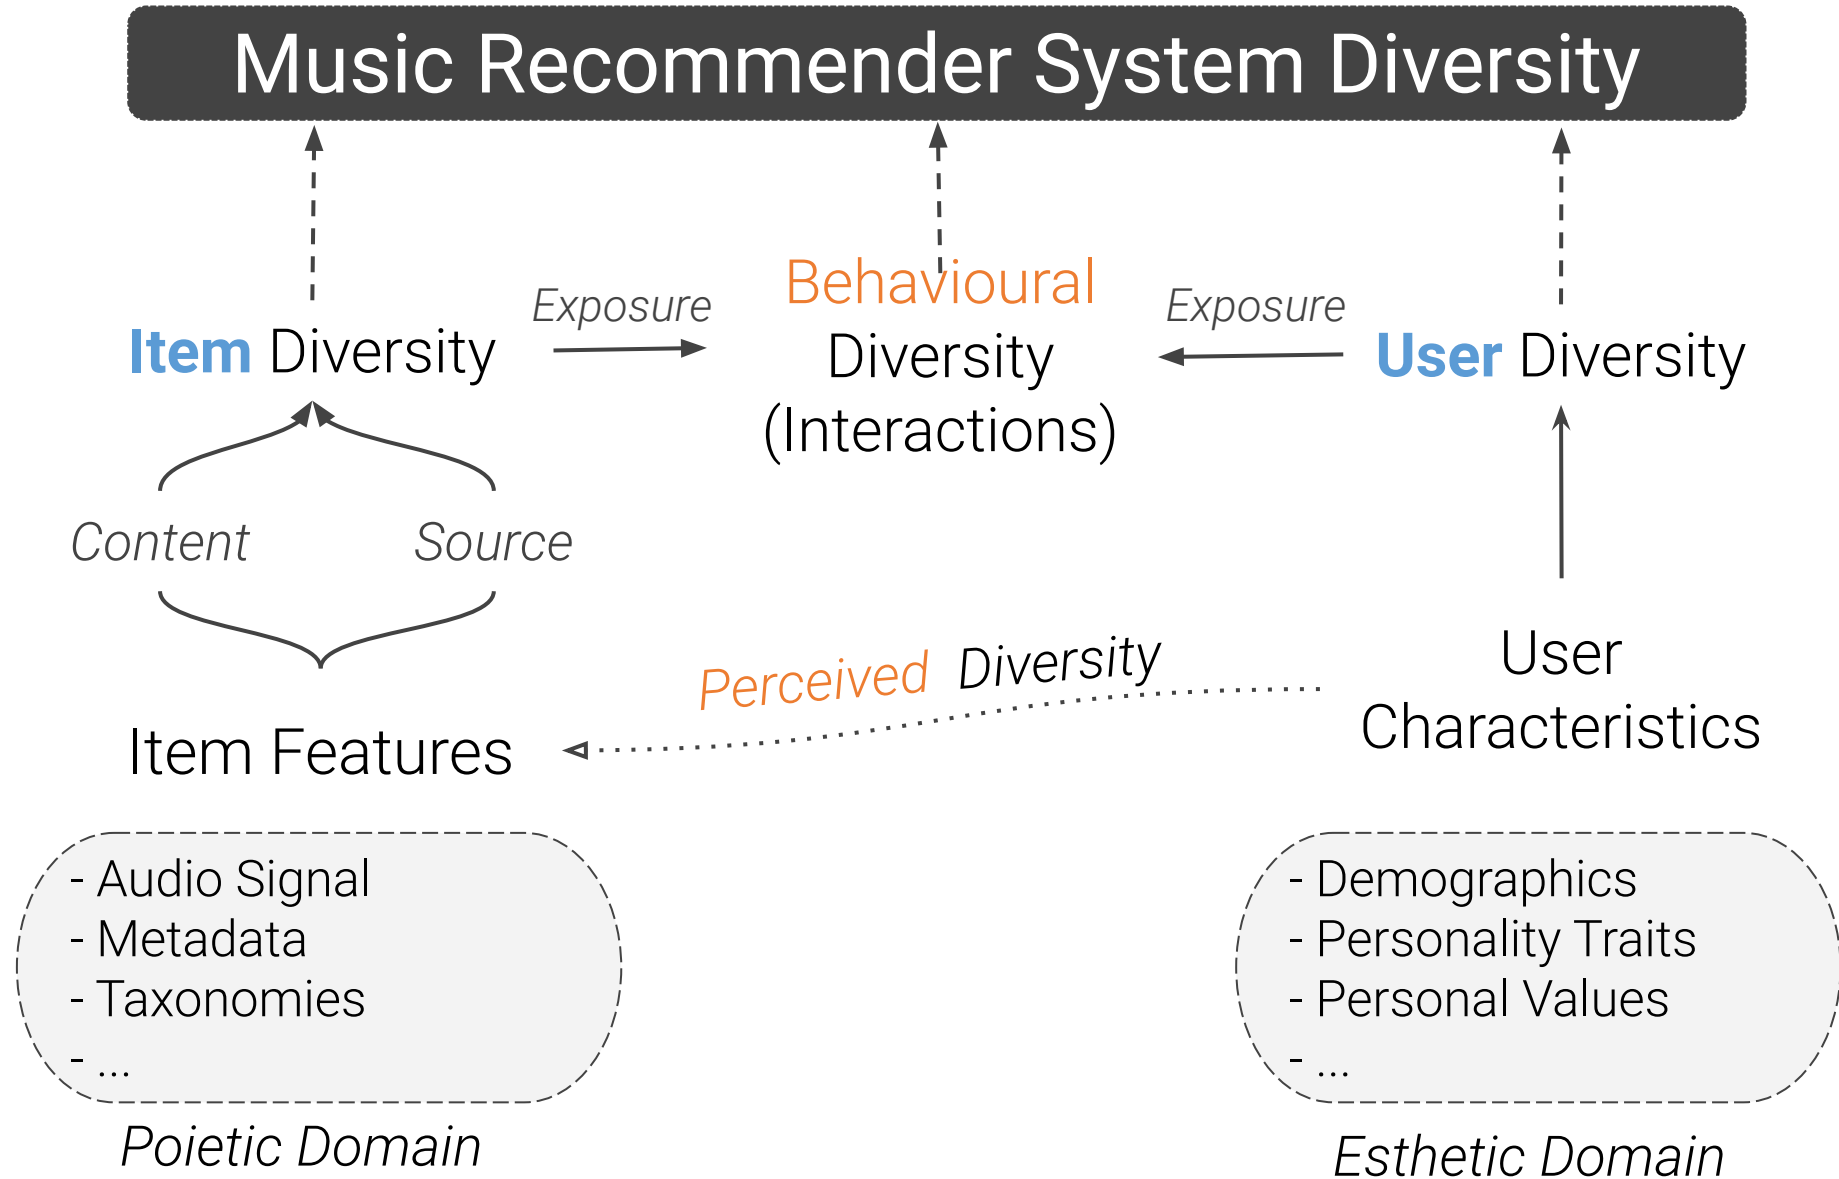 Music Recommender System Diversity
Item Diversity
Exposure
Behavioural
Diversity
(Interactions)
Exposure
User Diversity
Content
Source
Perceived Diversity
Item Features
User
Characteristics
- Audio Signal
- Metadata
- Taxonomies
- ...
Poietic Domain
- Demographics
- Personality Traits
- Personal Values
- ...
Esthetic Domain